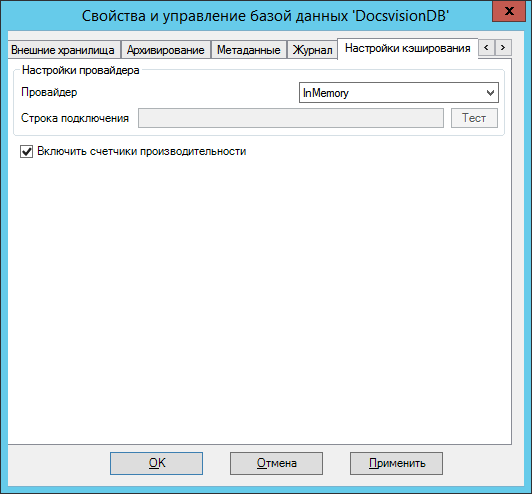 Свойства и управление базой данных 'DocsvisionDB'
x
Внешние хранилища Архивирование Метаданные Журнал Настройки кэширования < >
Настройки провайдера
Провайдер InMemory
Строка подключения Тест
Включить счетчики производительности
OK Отмена Применить